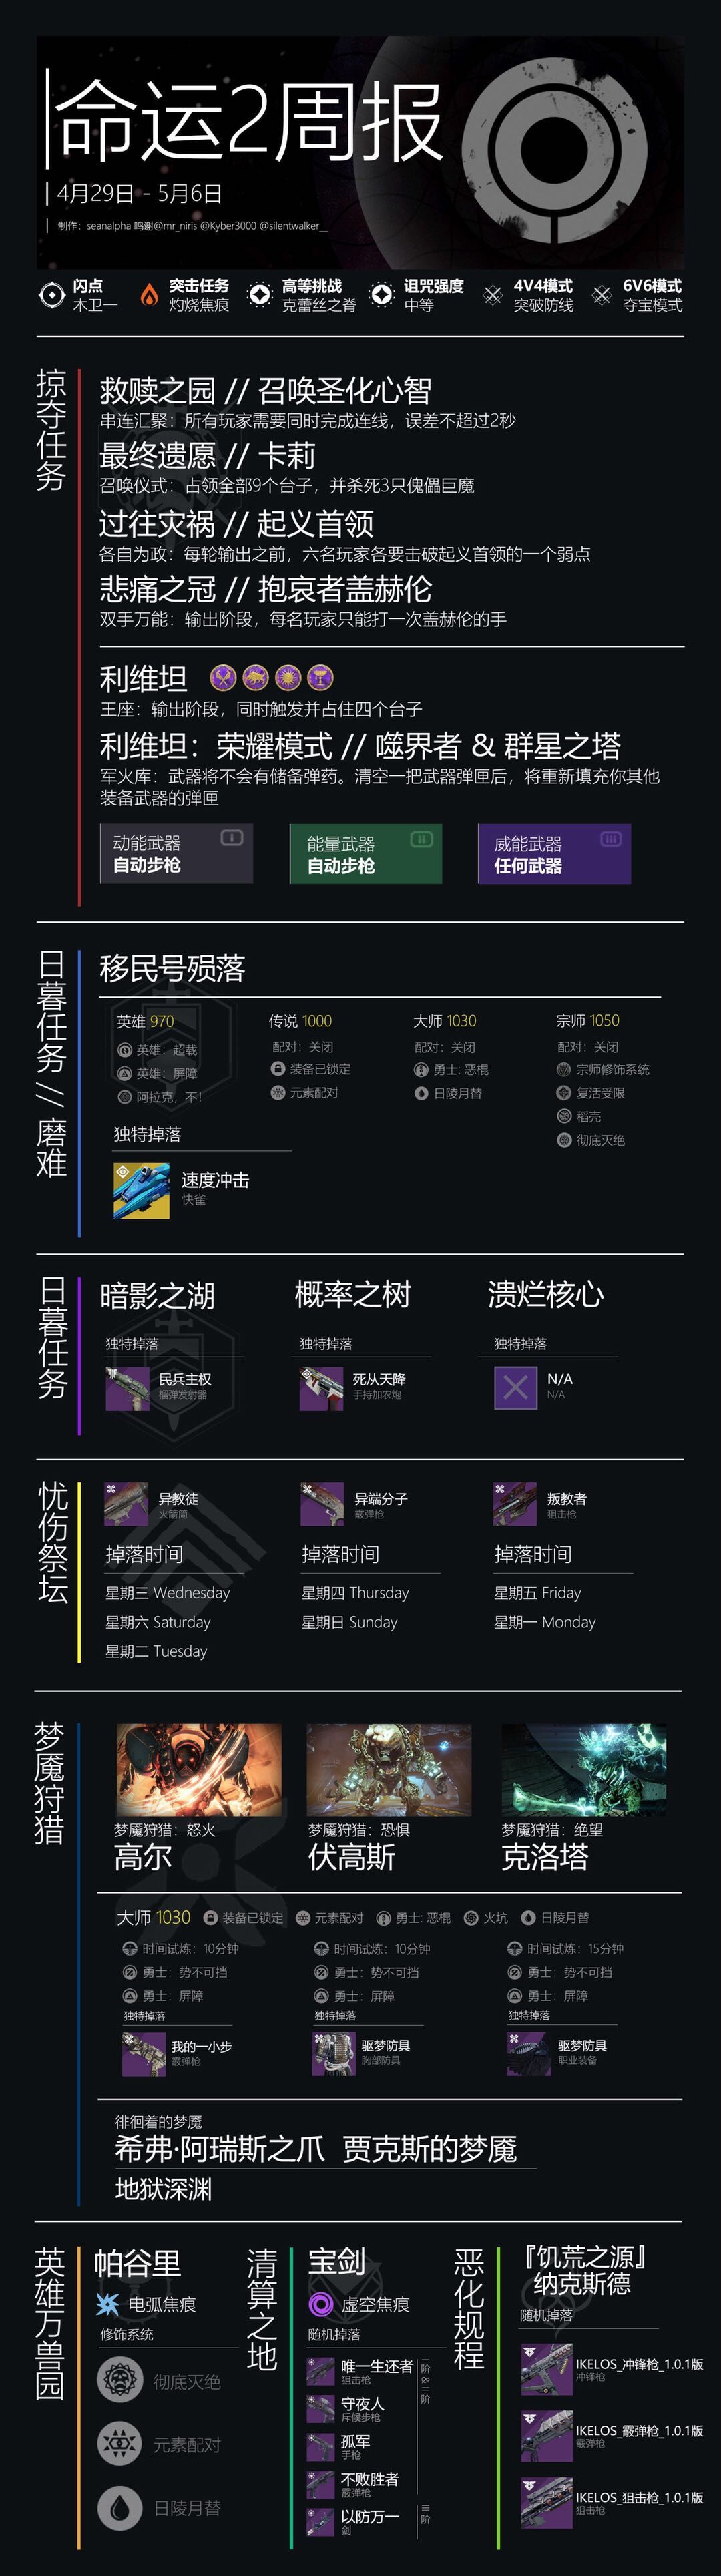 命运2周报
4月29日 - 5月6日
制作：seanalpha 鸣谢@mr_niris @Kyber3000 @silentwalker__
闪点
木卫一
突击任务
灼烧焦痕
高等挑战
克蕾丝之脊
诅咒强度
中等
4V4模式
突破防线
6V6模式
夺宝模式
掠夺任务
救赎之园 // 召唤圣化心智
串连汇聚：所有玩家需要同时完成连线，误差不超过2秒
最终遗愿 // 卡莉
召唤仪式：占领全部9个台子，并杀死3只傀儡巨魔
过往灾祸 // 起义首领
各自为政：每轮输出之前，六名玩家各要击破起义首领的一个弱点
悲痛之冠 // 抱哀者盖赫伦
双手万能：输出阶段，每名玩家只能打一次盖赫伦的手
利维坦
王座：输出阶段，同时触发并占住四个台子
利维坦：荣耀模式 // 噬界者 & 群星之塔
军火库：武器将不会有储备弹药。清空一把武器弹匣后，将重新填充你其他
装备武器的弹匣
动能武器
自动步枪
能量武器
自动步枪
威能武器
任何武器
日暮任务 // 磨难
移民号殒落
英雄 970
英雄：超载
英雄：屏障
阿拉克，不！
传说 1000
配对：关闭
装备已锁定
元素配对
大师 1030
配对：关闭
勇士: 恶棍
日陵月替
宗师 1050
配对：关闭
宗师修饰系统
复活受限
稻壳
彻底灭绝
独特掉落
速度冲击
快雀
日暮任务
暗影之湖
独特掉落
民兵主权
榴弹发射器
概率之树
独特掉落
死从天降
手持加农炮
溃烂核心
独特掉落
N/A
N/A
忧伤祭坛
异教徒
火箭筒
掉落时间
星期三 Wednesday
星期六 Saturday
星期二 Tuesday
异端分子
霰弹枪
掉落时间
星期四 Thursday
星期日 Sunday
叛教者
狙击枪
掉落时间
星期五 Friday
星期一 Monday
梦魇狩猎
梦魇狩猎：怒火
高尔
梦魇狩猎：恐惧
伏高斯
梦魇狩猎：绝望
克洛塔
大师 1030 装备已锁定 元素配对 勇士: 恶棍 火坑 日陵月替
时间试炼：10分钟
勇士：势不可挡
勇士：屏障
独特掉落
我的一小步
霰弹枪
时间试炼：10分钟
勇士：势不可挡
勇士：屏障
独特掉落
驱梦防具
胸部防具
时间试炼：15分钟
勇士：势不可挡
勇士：屏障
独特掉落
驱梦防具
职业装备
徘徊着的梦魇
希弗·阿瑞斯之爪 贾克斯的梦魇
地狱深渊
英雄万兽园
帕谷里
电弧焦痕
修饰系统
彻底灭绝
元素配对
日陵月替
清算之地
宝剑
虚空焦痕
随机掉落
唯一生还者
狙击枪
守夜人
斥候步枪
孤军
手枪
不败胜者
霰弹枪
以防万一
剑
一阶&二阶
三阶
恶化规程
『饥荒之源』
纳克斯德
随机掉落
IKELOS_冲锋枪_1.0.1版
冲锋枪
IKELOS_霰弹枪_1.0.1版
霰弹枪
IKELOS_狙击枪_1.0.1版
狙击枪